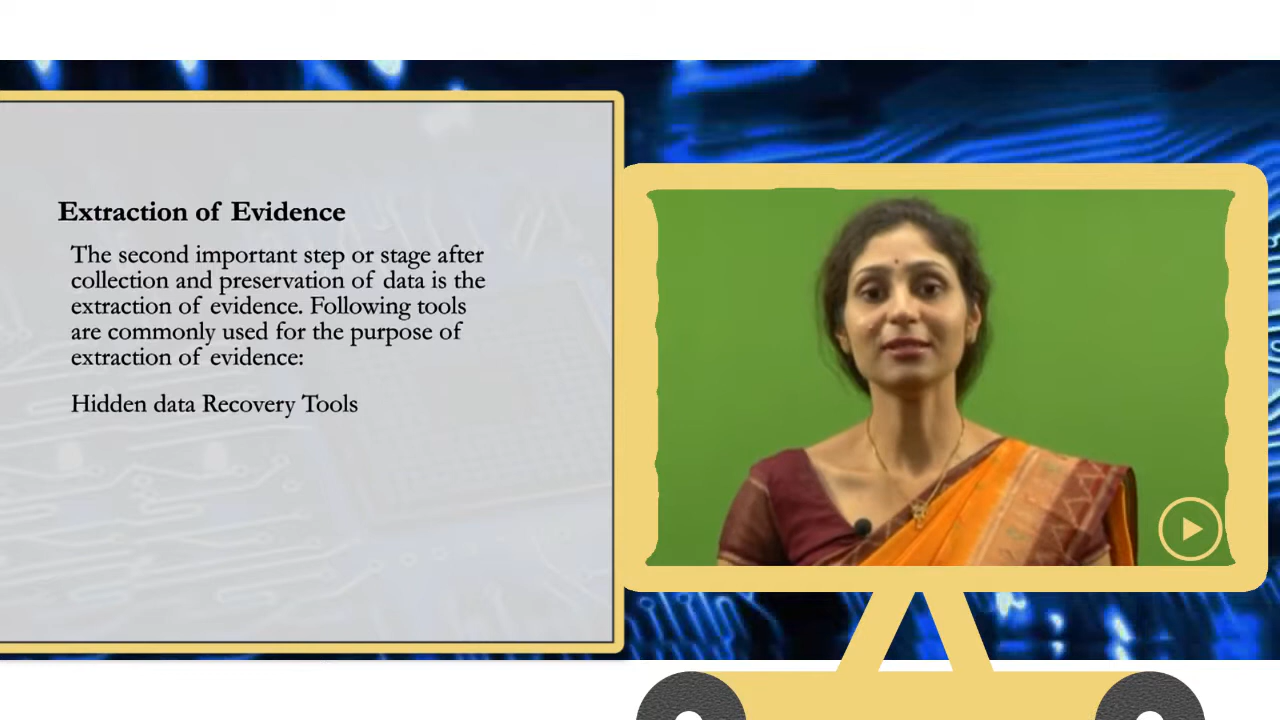 Extraction of Evidence
The second important step or stage after
collection and preservation of data is the
extraction of evidence. Following tools
are commonly used for the purpose of
extraction of evidence:
Hidden data Recovery Tools